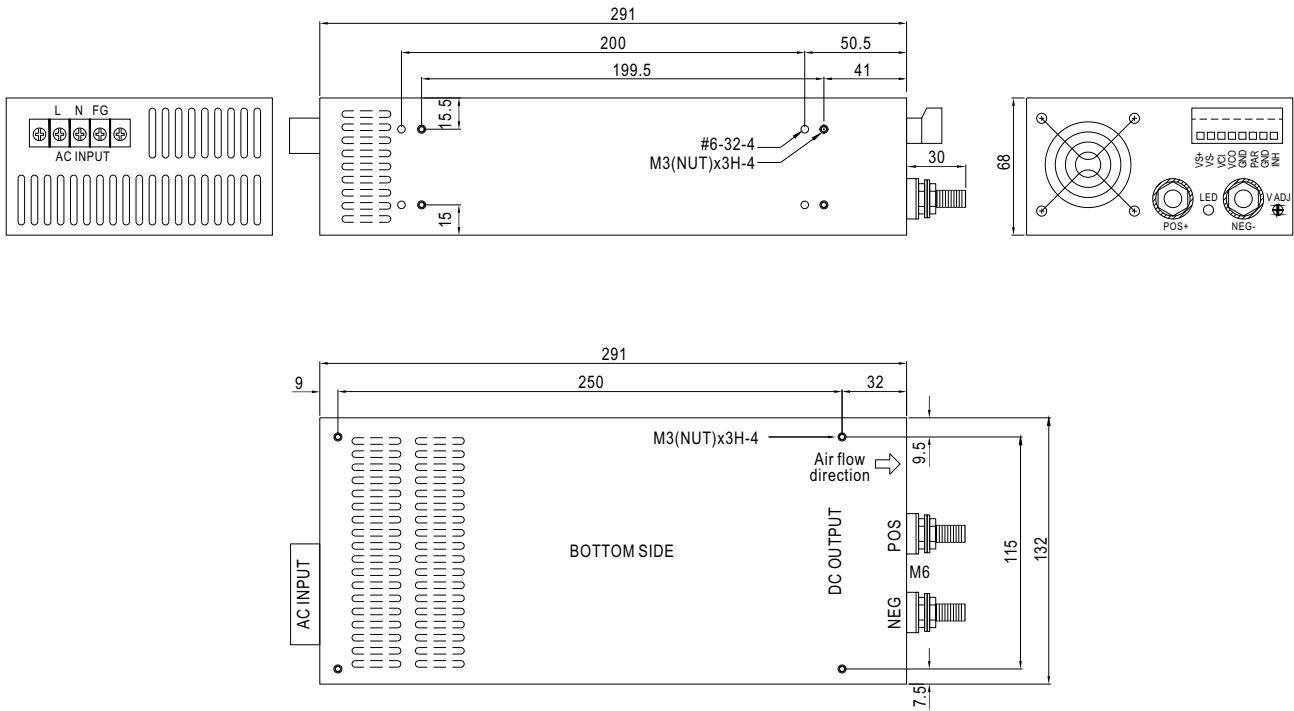 291
200
50.5
199.5
41
L N FG
AC INPUT
15.5
15
#6-32-4
M3(NUT)x3H-4
30
68
VS+
VS-
VCI
VCO
GND
PAR
GND
INH
LED
V ADJ
POS+
NEG-
291
9
250
32
M3(NUT)x3H-4
Air flow
direction
9.5
AC INPUT
BOTTOM SIDE
DC OUTPUT
POS
M6
NEG
115
132
7.5